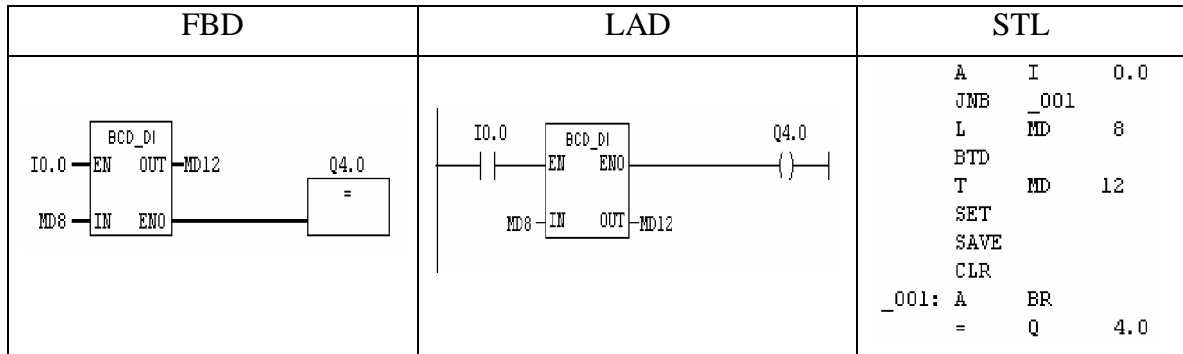 FBD
LAD
STL
BCD_DI
I0.0 EN OUT MD12
Q4.0
=
MD8 IN ENO
I0.0
BCD_DI
Q4.0
EN ENO
( )
MD8 IN OUT MD12
A I 0.0
JNB _001
L MD 8
BTD
T MD 12
SET
SAVE
CLR
_001: A BR
= Q 4.0